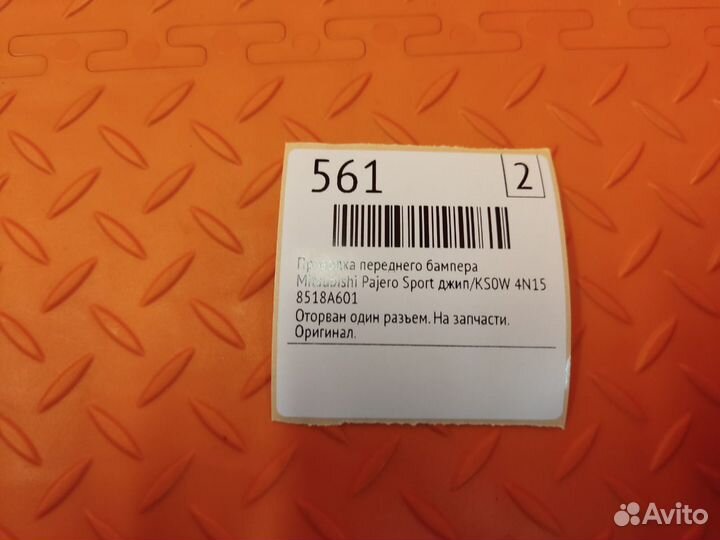 561
2
Проводка переднего бампера
Mitsubishi Pajero Sport джип/KS0W 4N15
8518A601
Оторван один разъем. На запчасти.
Оригинал.
Avito